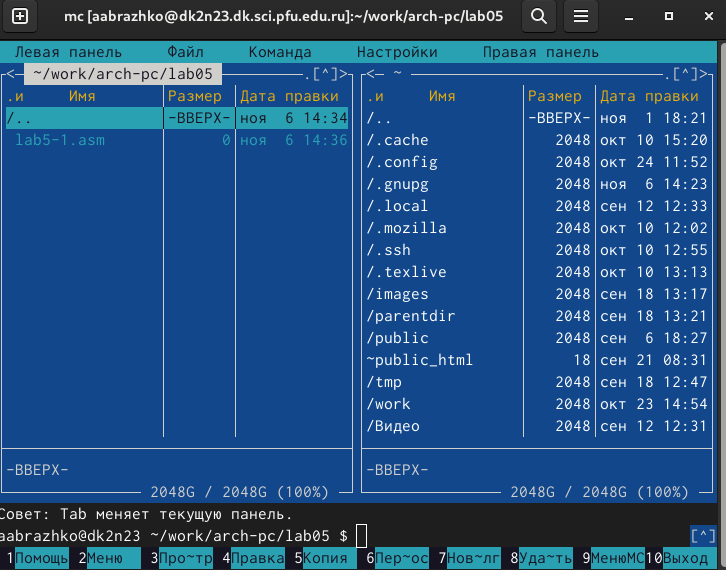 mc [aabrazhko@dk2n23.dk.sci.pfu.edu.ru]:~/work/arch-pc/lab05
Левая панель Файл Команда Настройки Правая панель
<─ ~/work/arch-pc/lab05 .[^]>
.и Имя Размер Дата правки
/.. -ВВЕРХ- ноя 6 14:34
lab5-1.asm 0 ноя 6 14:36
-ВВЕРХ-
2048G / 2048G (100%)
<─ ~ .[^]>
.и Имя Размер Дата правки
/.. -ВВЕРХ- ноя 1 18:21
/.cache 2048 окт 10 15:20
/.config 2048 окт 24 11:52
/.gnupg 2048 ноя 6 14:23
/.local 2048 сен 12 12:33
/.mozilla 2048 окт 10 12:02
/.ssh 2048 окт 10 12:55
/.texlive 2048 окт 10 13:13
/images 2048 сен 18 13:17
/parentdir 2048 сен 18 13:21
/public 2048 сен 6 18:27
~public_html 18 сен 21 08:31
/tmp 2048 сен 18 12:47
/work 2048 окт 23 14:54
/Видео 2048 сен 12 12:31
-ВВЕРХ-
2048G / 2048G (100%)
Совет: Tab меняет текущую панель.
aabrazhko@dk2n23 ~/work/arch-pc/lab05 $ [^]
1Помощь 2Меню 3Про~тр 4Правка 5Копия 6Пер~ос 7Нов~лг 8Уда~ть 9МенюМС 10Выход